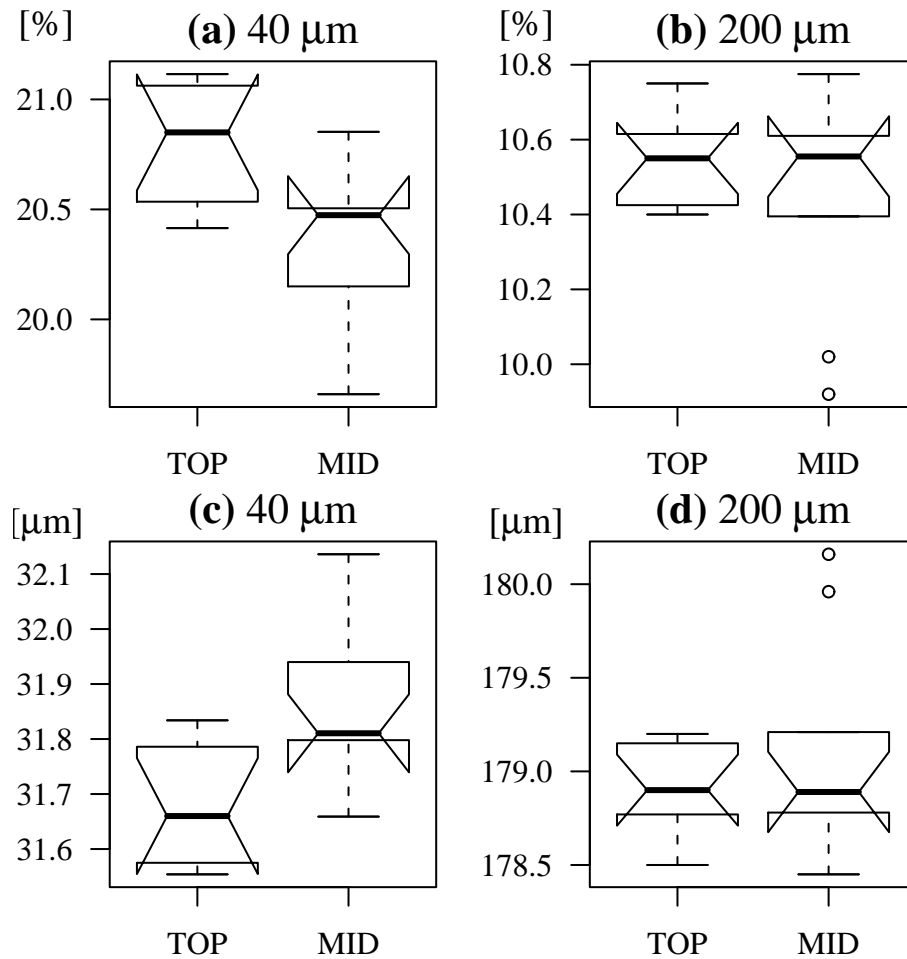 [%] (a) 40 μm
21.0
20.5
20.0
TOP MID
[%] (b) 200 μm
10.8
10.6
10.4
10.2
10.0
TOP MID
[μm] (c) 40 μm
32.1
32.0
31.9
31.8
31.7
31.6
TOP MID
[μm] (d) 200 μm
180.0
179.5
179.0
178.5
TOP MID